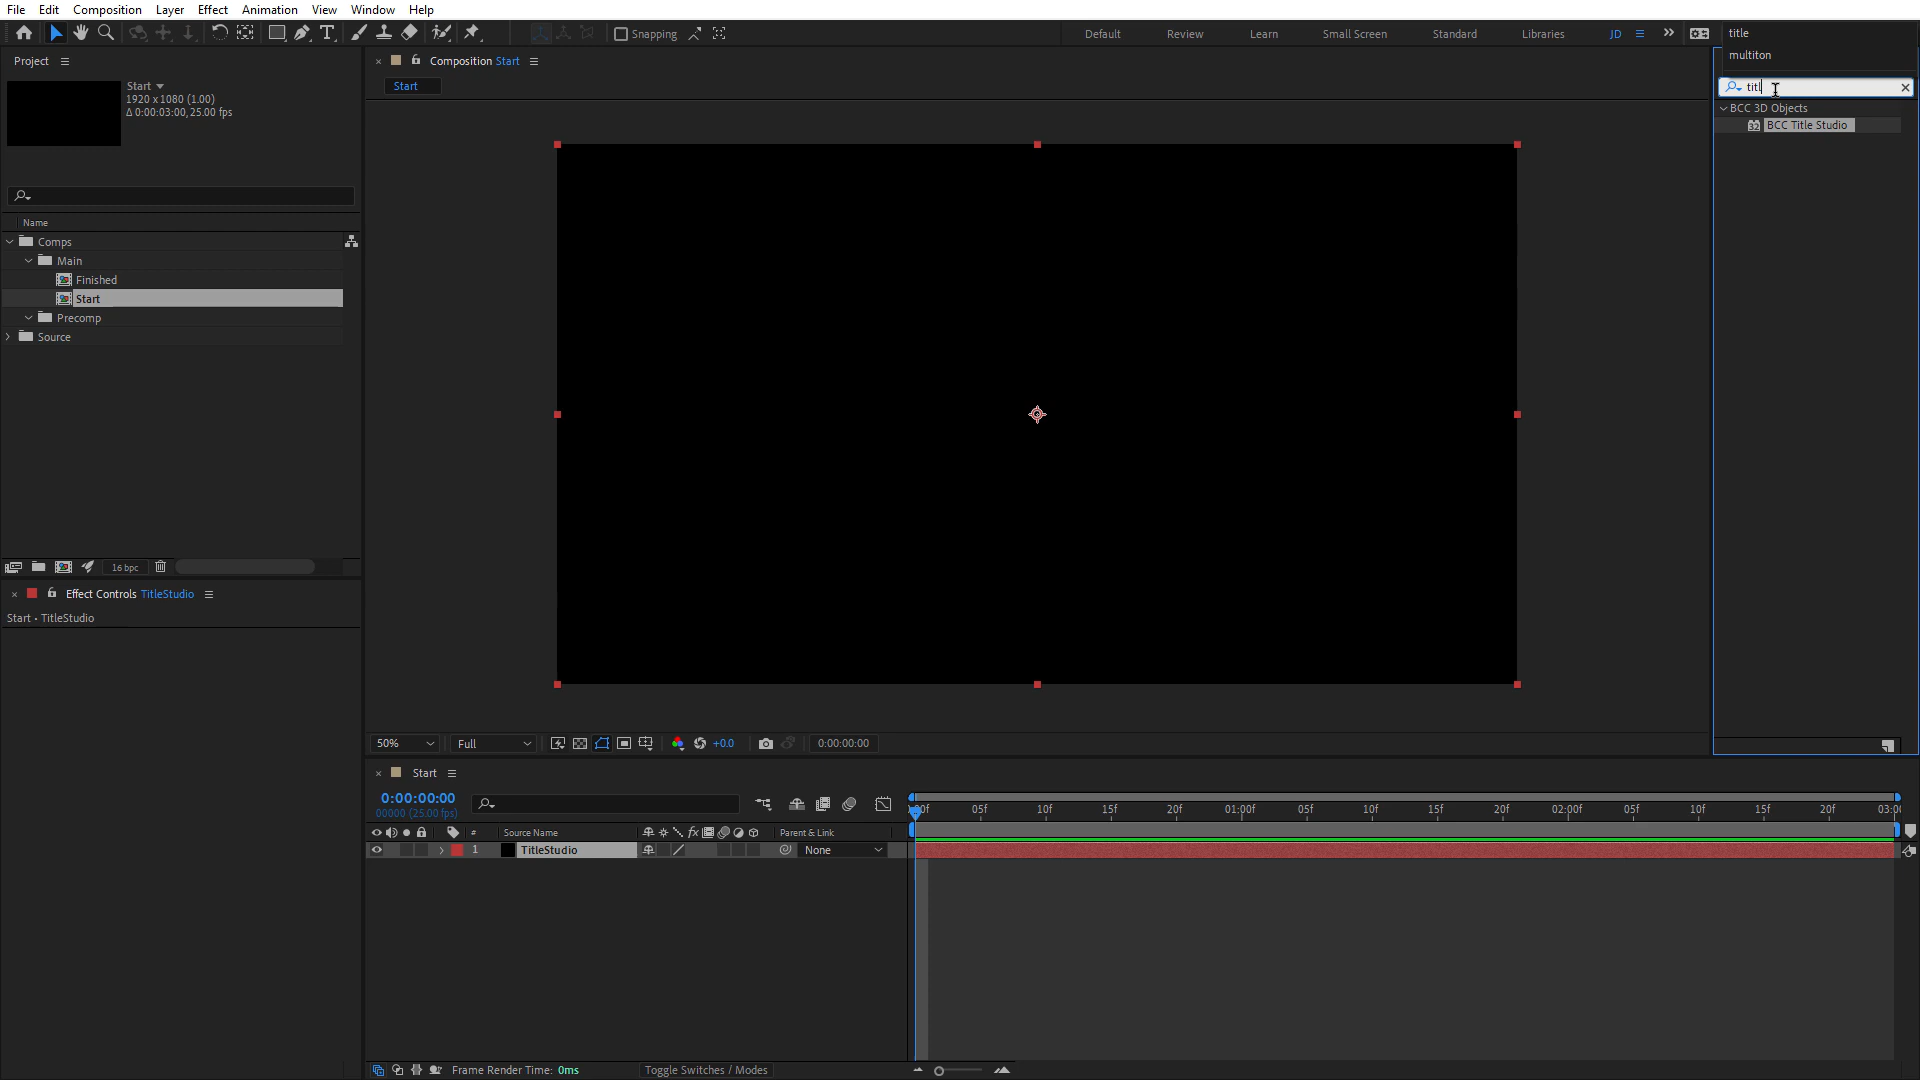 File Edit Composition Layer Effect Animation View Window Help
Snapping
Default Review Learn Small Screen Standard Libraries JD
title
multiton
Project
Start
1920 x 1080 (1.00)
Δ 0:00:03:00, 25.00 fps
Name
Comps
Main
Finished
Start
Precomp
Source
16 bpc
Effect Controls TitleStudio
Start • TitleStudio
Composition Start
Start
titl
BCC 3D Objects
32 BCC Title Studio
50% Full +0.0 0:00:00:00
Start
0:00:00:00
00000 (25.00 fps)
05f 10f 15f 20f 01:00f 05f 10f 15f 20f 02:00f 05f 10f 15f 20f
# Source Name fx Parent & Link
1 TitleStudio None
Frame Render Time: 0ms Toggle Switches / Modes